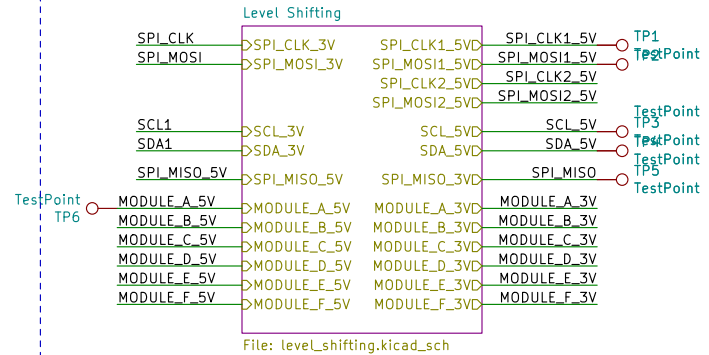 Level Shifting
SPI_CLK SPI_CLK_3V SPI_CLK1_5V SPI_CLK1_5V TP1
TestPoint
SPI_MOSI SPI_MOSI_3V SPI_MOSI1_5V SPI_MOSI1_5V TP2
SPI_CLK2_5V SPI_CLK2_5V
SPI_MOSI2_5V SPI_MOSI2_5V
TestPoint
SCL1 SCL_3V SCL_5V SCL_5V TP3
TestPoint
SDA1 SDA_3V SDA_5V SDA_5V TP4
TestPoint
SPI_MISO_5V SPI_MISO_5V SPI_MISO_3V SPI_MISO TP5
TestPoint
TestPoint MODULE_A_5V MODULE_A_5V MODULE_A_3V MODULE_A_3V
TP6
MODULE_B_5V MODULE_B_5V MODULE_B_3V MODULE_B_3V
MODULE_C_5V MODULE_C_5V MODULE_C_3V MODULE_C_3V
MODULE_D_5V MODULE_D_5V MODULE_D_3V MODULE_D_3V
MODULE_E_5V MODULE_E_5V MODULE_E_3V MODULE_E_3V
MODULE_F_5V MODULE_F_5V MODULE_F_3V MODULE_F_3V
File: level_shifting.kicad_sch